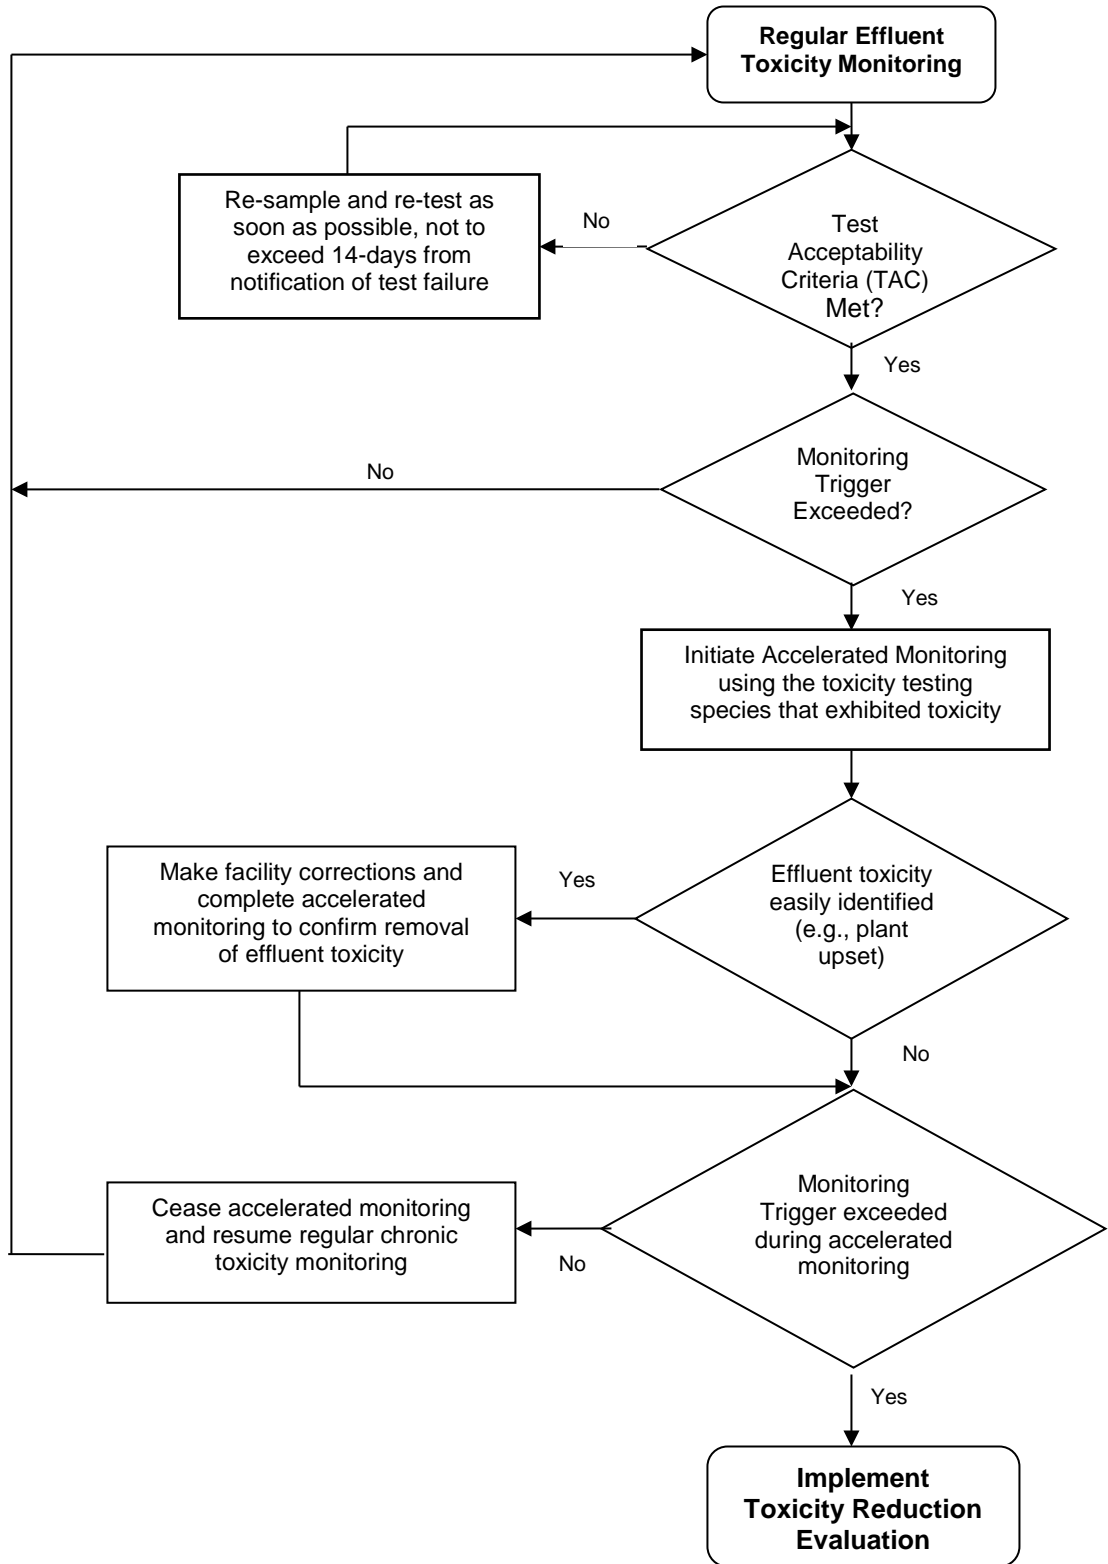 Regular Effluent
Toxicity Monitoring
Re-sample and re-test as
soon as possible, not to
exceed 14-days from
notification of test failure
No
Test
Acceptability
Criteria (TAC)
Met?
Yes
No
Monitoring
Trigger
Exceeded?
Yes
Initiate Accelerated Monitoring
using the toxicity testing
species that exhibited toxicity
Make facility corrections and
complete accelerated
monitoring to confirm removal
of effluent toxicity
Yes
Effluent toxicity
easily identified
(e.g., plant
upset)
No
Cease accelerated monitoring
and resume regular chronic
toxicity monitoring
No
Monitoring
Trigger exceeded
during accelerated
monitoring
Yes
Implement
Toxicity Reduction
Evaluation